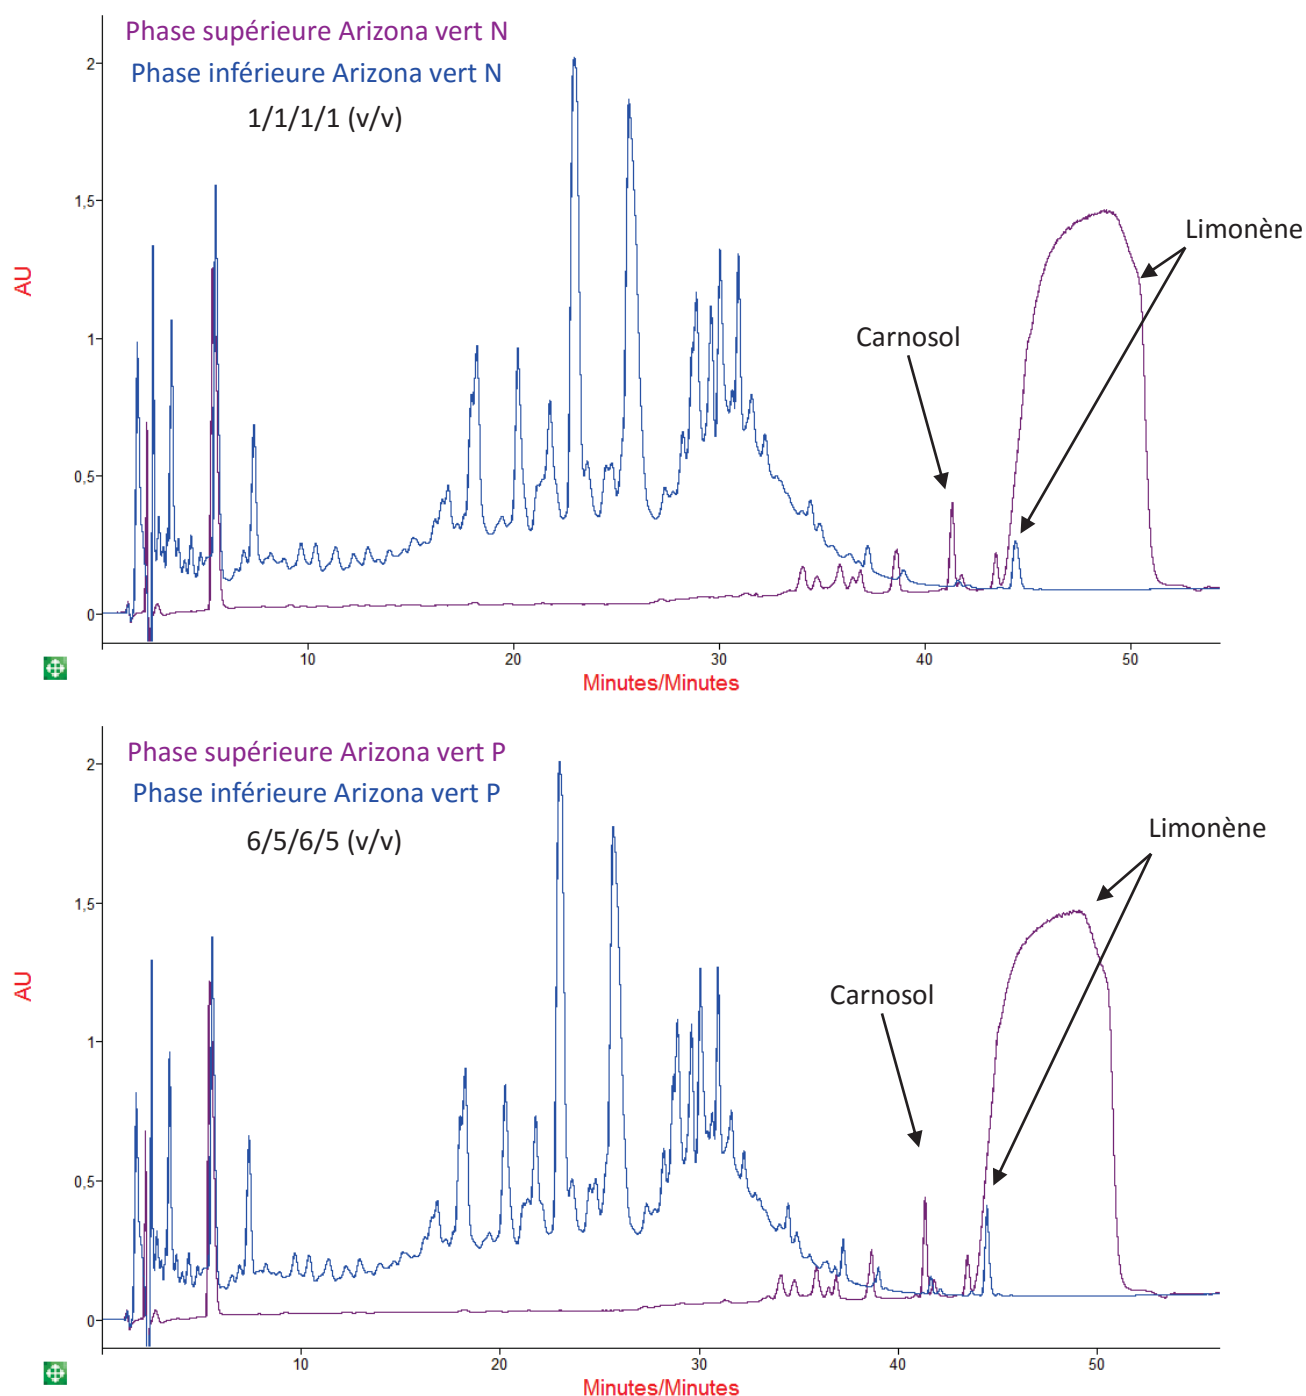 Phase supérieure Arizona vert N
Phase inférieure Arizona vert N
1/1/1/1 (v/v)
2
1,5
1
0,5
0
AU
Carnosol
Limonène
10
20
30
40
50
Minutes/Minutes
Phase supérieure Arizona vert P
Phase inférieure Arizona vert P
6/5/6/5 (v/v)
2
1,5
1
0,5
0
AU
Carnosol
Limonène
10
20
30
40
50
Minutes/Minutes